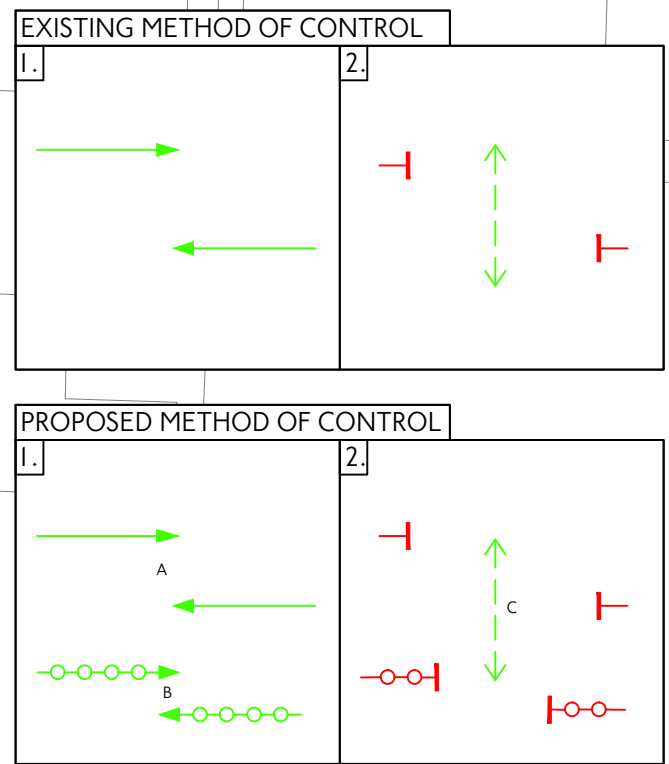 EXISTING METHOD OF CONTROL
1.
2.
PROPOSED METHOD OF CONTROL
1.
2.
A
C
B